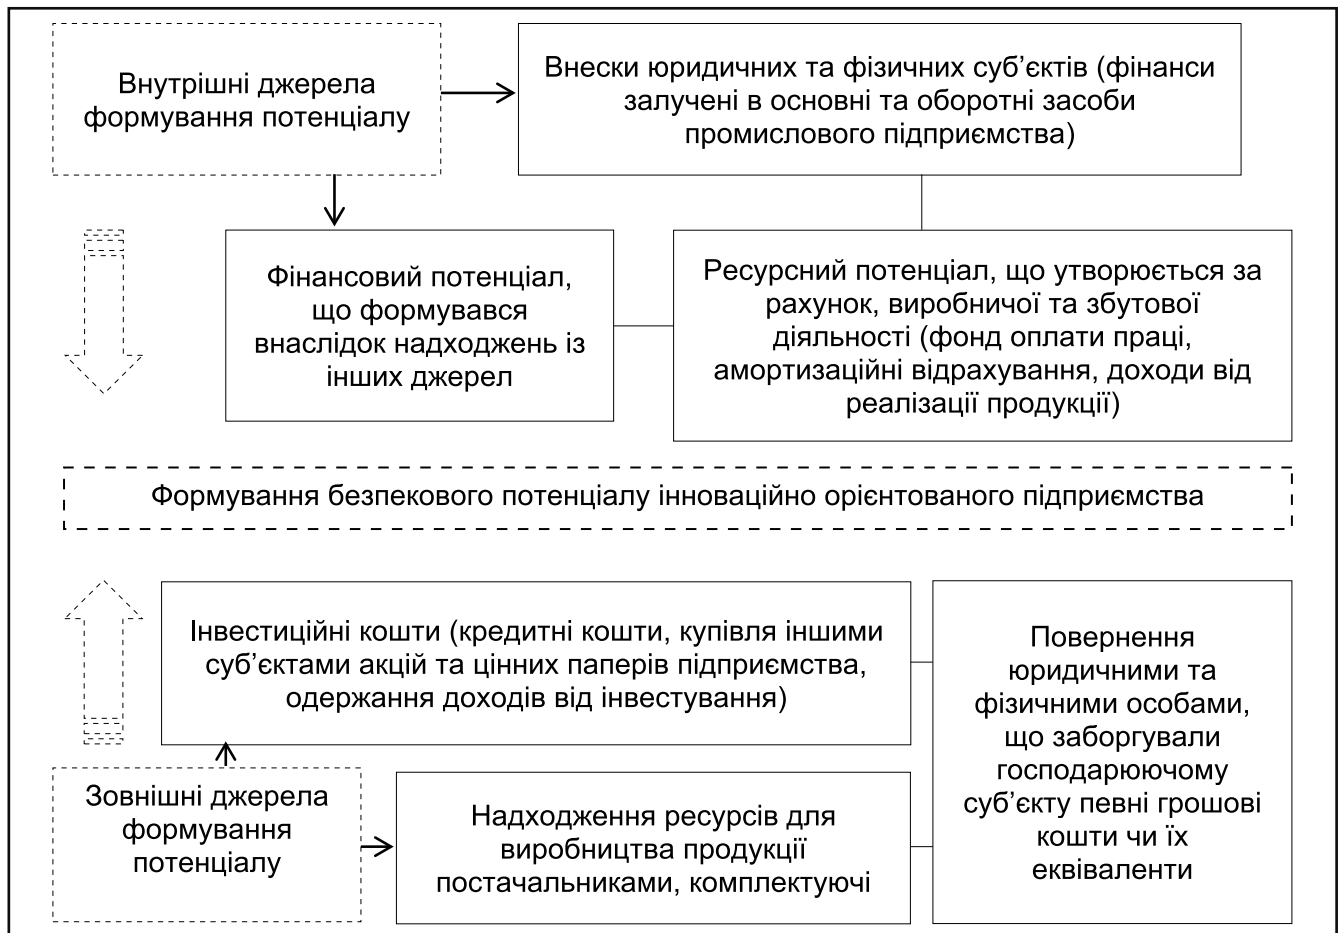 Внутрішні джерела
формування потенціалу
Внески юридичних та фізичних суб’єктів (фінанси
залучені в основні та оборотні засоби
промислового підприємства)
Фінансовий потенціал,
що формувався
внаслідок надходжень із
інших джерел
Ресурсний потенціал, що утворюється за
рахунок, виробничої та збутової
діяльності (фонд оплати праці,
амортизаційні відрахування, доходи від
реалізації продукції)
Формування безпекового потенціалу інноваційно орієнтованого підприємства
Інвестиційні кошти (кредитні кошти, купівля іншими
суб’єктами акцій та цінних паперів підприємства,
одержання доходів від інвестування)
Повернення
юридичними та
фізичними особами,
що заборгували
господарюючому
суб’єкту певні грошові
кошти чи їх
еквіваленти
Зовнішні джерела
формування
потенціалу
Надходження ресурсів для
виробництва продукції
постачальниками, комплектуючі